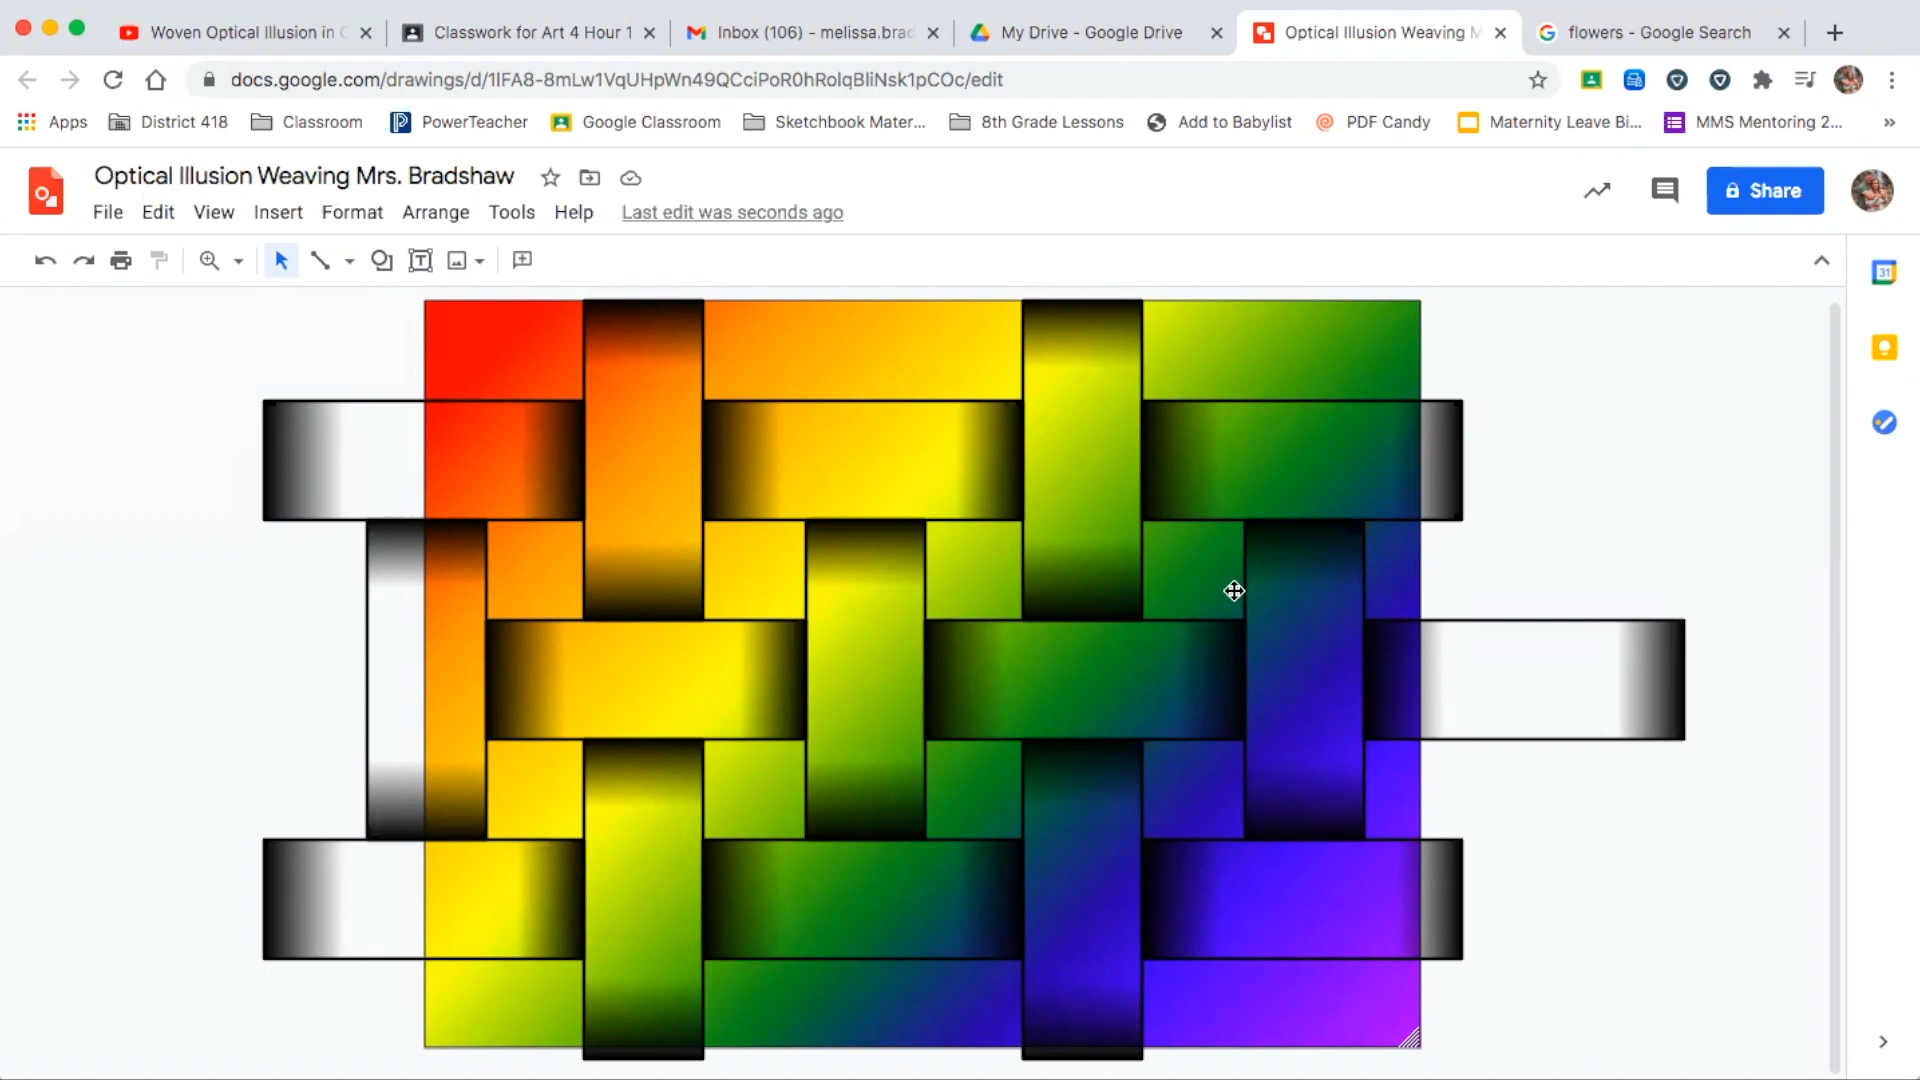 Woven Optical Illusion in
Classwork for Art 4 Hour 1
Inbox (106) - melissa.brad
My Drive - Google Drive
Optical Illusion Weaving M
flowers - Google Search
docs.google.com/drawings/d/1lFA8-8mLw1VqUHpWn49QCciPoR0hRolqBliNsk1pCOc/edit
Apps
District 418
Classroom
PowerTeacher
Google Classroom
Sketchbook Mater...
8th Grade Lessons
Add to Babylist
PDF Candy
Maternity Leave Bi...
MMS Mentoring 2...
Optical Illusion Weaving Mrs. Bradshaw
File Edit View Insert Format Arrange Tools Help Last edit was seconds ago
Share
31